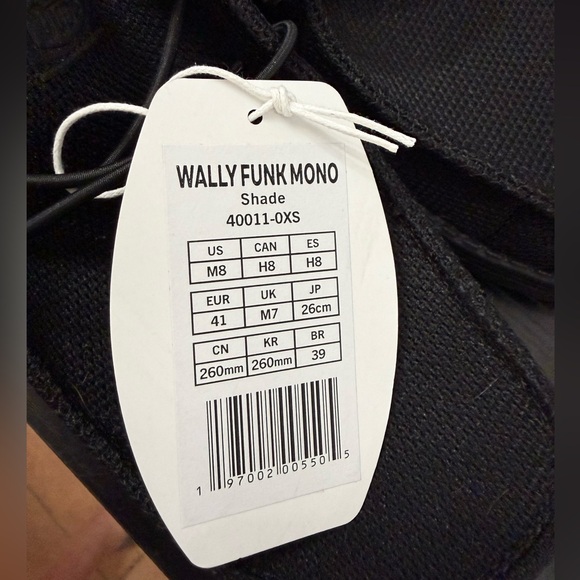 WALLY FUNK MONO
Shade
40011-0XS
US CAN ES
M8 H8 H8
EUR UK JP
41 M7 26cm
CN KR BR
260mm 260mm 39
1 97002 00550 5